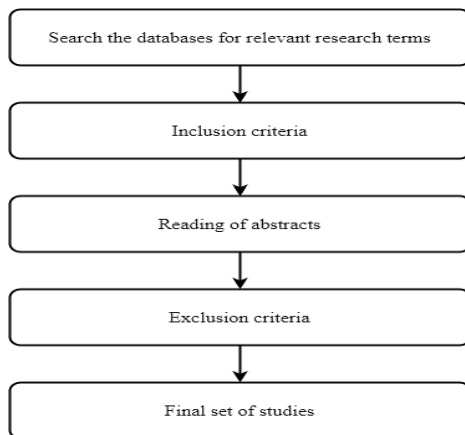 Search the databases for relevant research terms
Inclusion criteria
Reading of abstracts
Exclusion criteria
Final set of studies